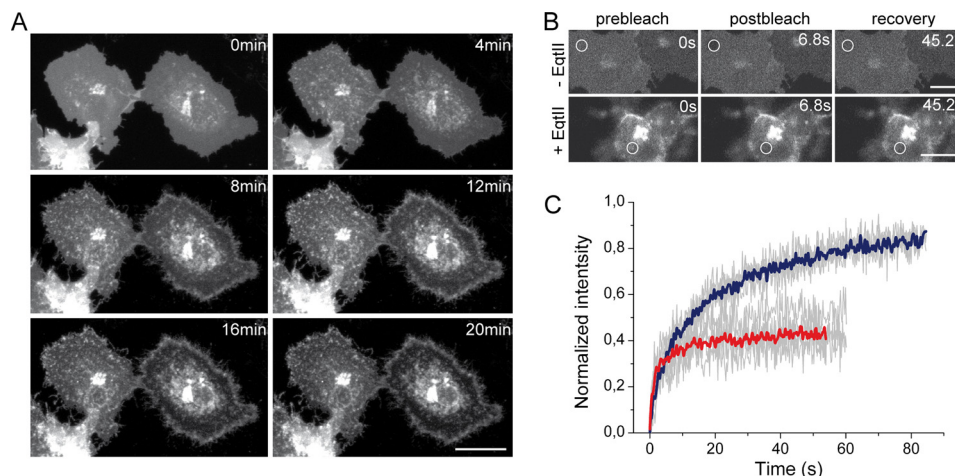 A
0min
4min
8min
12min
16min
20min
B
prebleach
postbleach
recovery
- EqtII
0s
6.8s
45.2
+ EqtII
0s
6.8s
45.2
C
Normalized intentsity
1,0
0,8
0,6
0,4
0,2
0,0
0
20
40
60
80
Time (s)